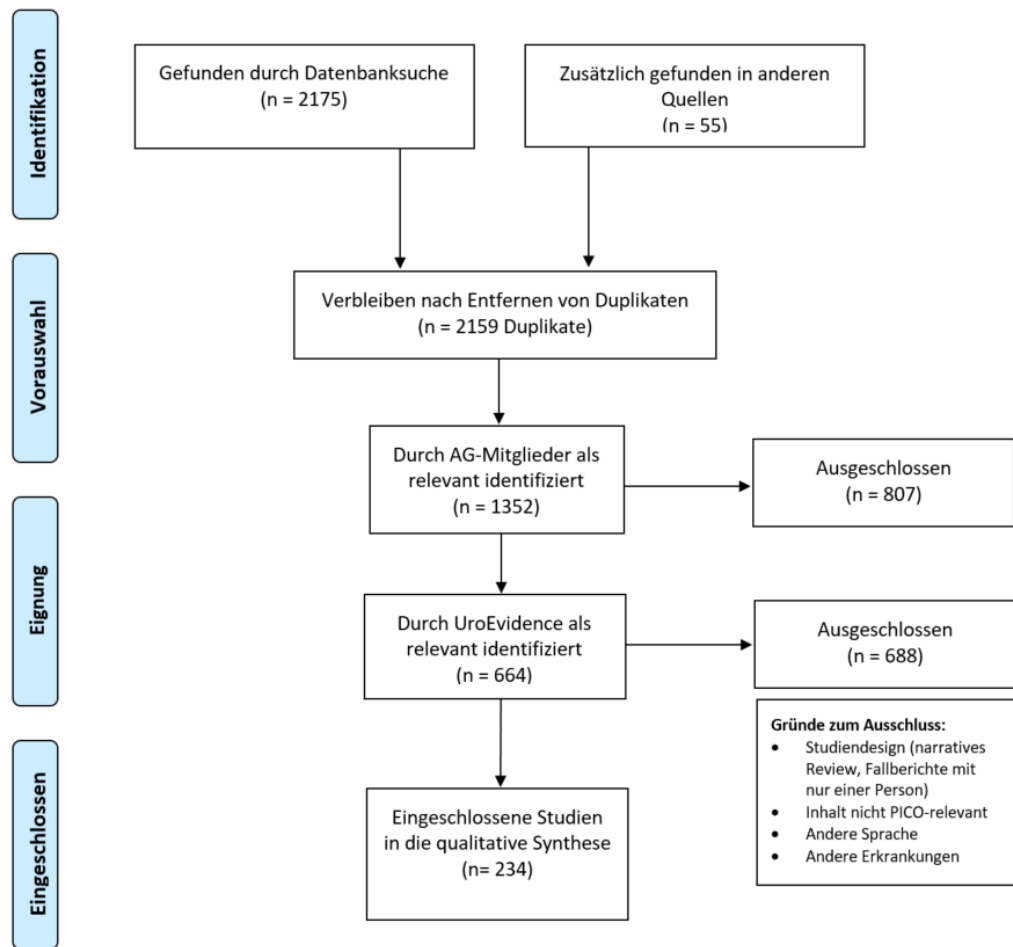 Identifikation
Gefunden durch Datenbanksuche
(n = 2175)
Zusätzlich gefunden in anderen
Quellen
(n = 55)
Vorauswahl
Verbleiben nach Entfernen von Duplikaten
(n = 2159 Duplikate)
Durch AG-Mitglieder als
relevant identifiziert
(n = 1352)
Ausgeschlossen
(n = 807)
Eignung
Durch UroEvidence als
relevant identifiziert
(n = 664)
Ausgeschlossen
(n = 688)
Gründe zum Ausschluss:
• Studiendesign (narratives
Review, Fallberichte mit
nur einer Person)
• Inhalt nicht PICO-relevant
• Andere Sprache
• Andere Erkrankungen
Eingeschlossen
Eingeschlossene Studien
in die qualitative Synthese
(n= 234)